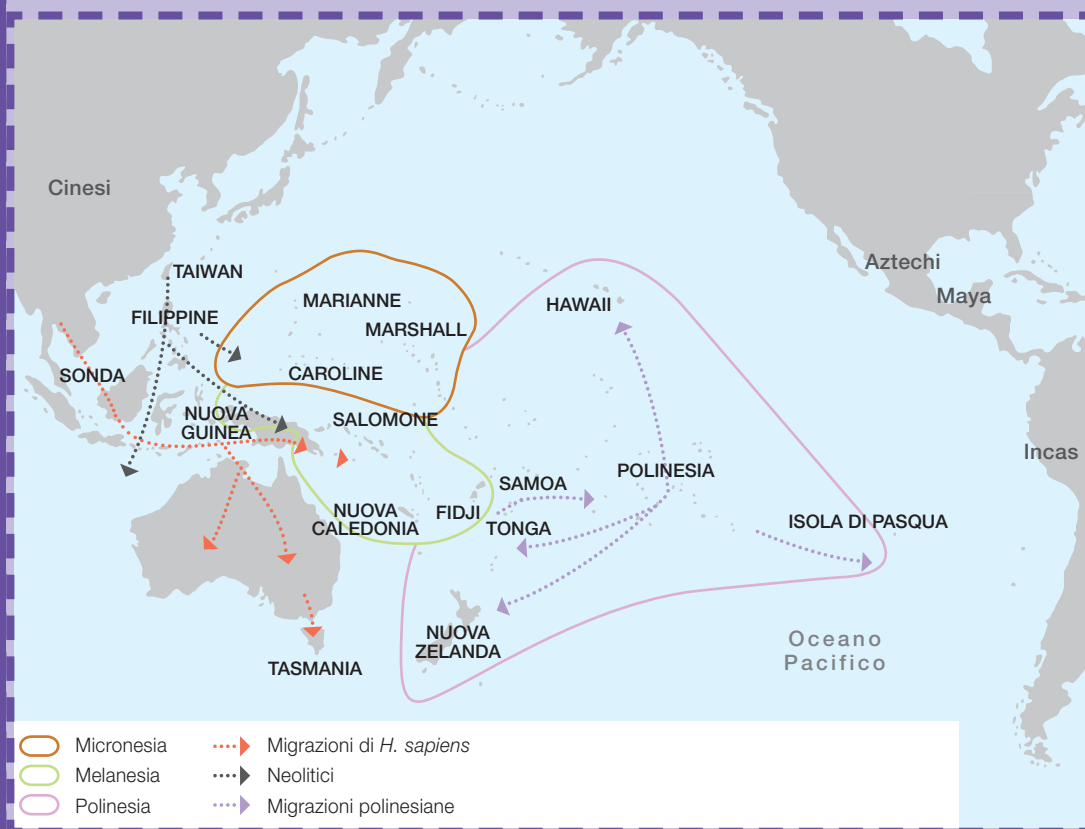 Cinesi
TAIWAN
Aztechi
MARIANNE
HAWAII
Maya
FILIPPINE
MARSHALL
SONDA
CAROLINE
NUOVA
GUINEA
SALOMONE
Incas
POLINESIA
SAMOA
NUOVA
CALEDONIA
FIDJI
TONGA
ISOLA DI PASQUA
NUOVA
ZELANDA
Oceano
Pacifico
TASMANIA
Micronesia
Migrazioni di H. sapiens
Melanesia
Neolitici
Polinesia
Migrazioni polinesiane